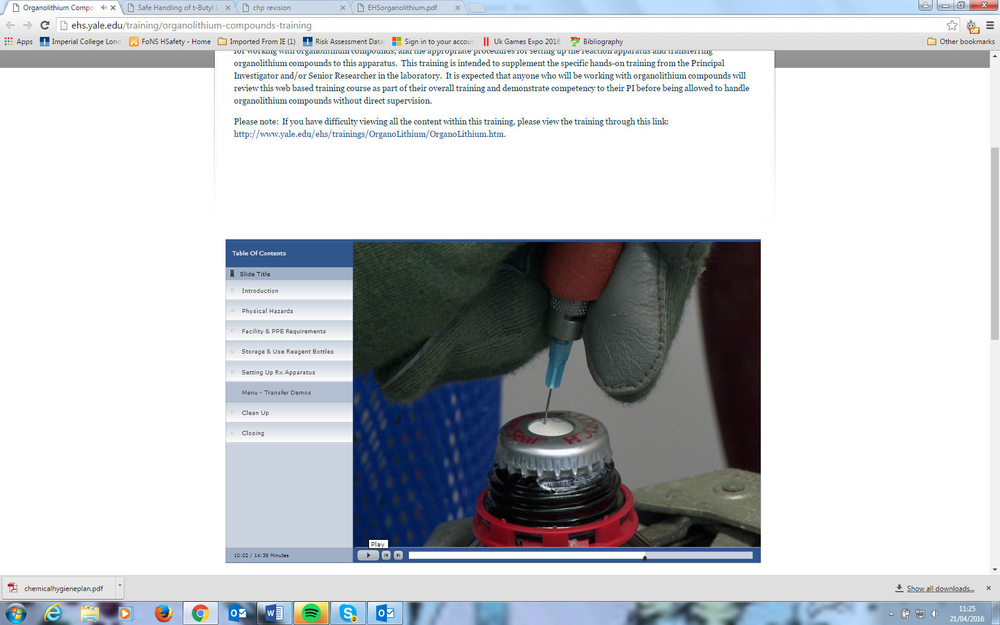 Organolithium Compou
Safe Handling of t-Butyl Li
chp revision
EHSorganolithium.pdf
ehs.yale.edu/training/organolithium-compounds-training
Apps
Imperial College Lond
FoNS HSafety - Home
Imported From IE (1)
Risk Assessment Data
Sign in to your accoun
Uk Games Expo 2016
Why
Bibliography
Other bookmarks
Off
for working with organolithium compounds, and the appropriate procedures for setting up the reaction apparatus and transferring
organolithium compounds to this apparatus. This training is intended to supplement the specific hands-on training from the Principal
Investigator and/or Senior Researcher in the laboratory. It is expected that anyone who will be working with organolithium compounds will
review this web based training course as part of their overall training and demonstrate competency to their PI before being allowed to handle
organolithium compounds without direct supervision.
Please note: If you have difficulty viewing all the content within this training, please view the training through this link:
http://www.yale.edu/ehs/trainings/OrganoLithium/OrganoLithium.htm.
Table Of Contents
Slide Title
Introduction
Physical Hazards
Facility & PPE Requirements
Storage & Use Reagent Bottles
Setting Up Rx Apparatus
Menu - Transfer Demos
Clean Up
Closing
10:02 / 14:36 Minutes
Play
Seal™
chemicalhygieneplan.pdf
Show all downloads...
11:25
21/04/2016